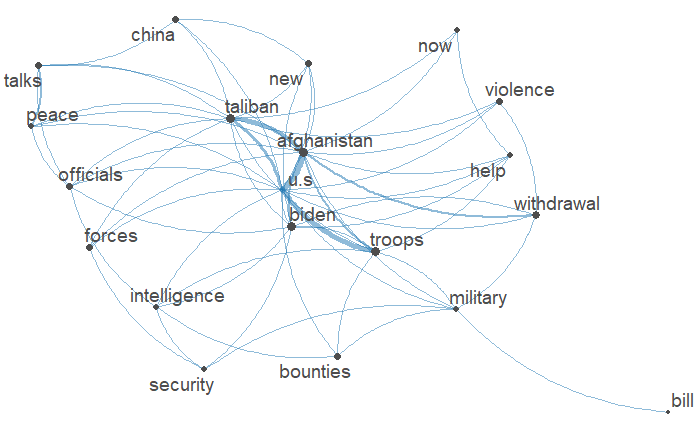 china
now
talks
new
violence
taliban
peace
afghanistan
help
officials
u.s
withdrawal
biden
forces
troops
intelligence
military
bounties
security
bill